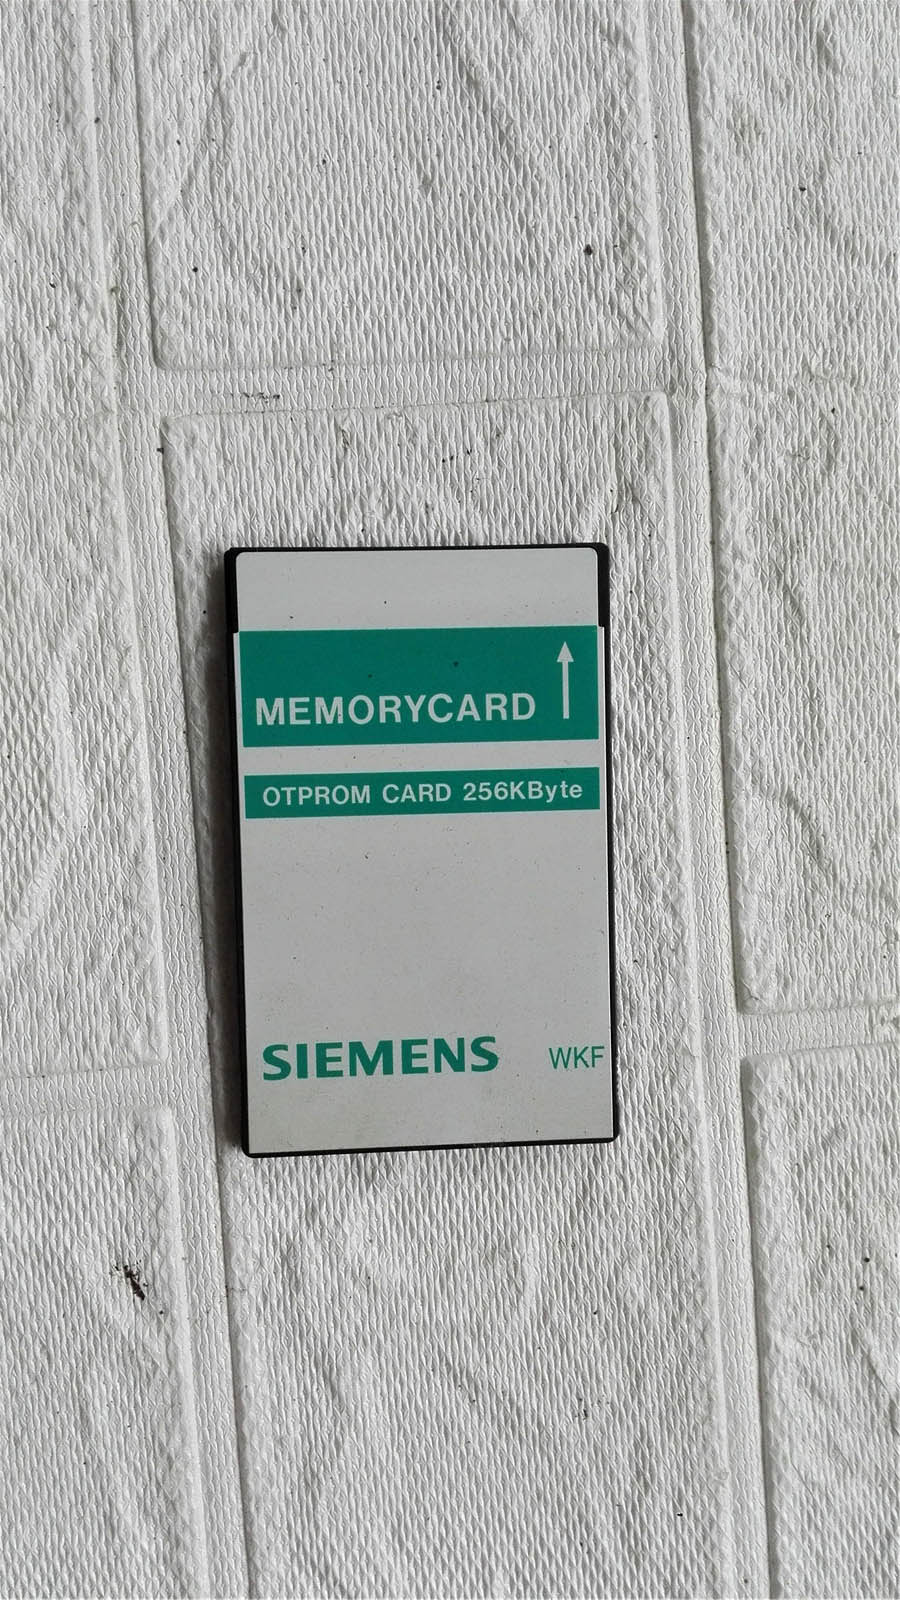 MEMORYCARD
OTPROM CARD 256KByte
SIEMENS WKF